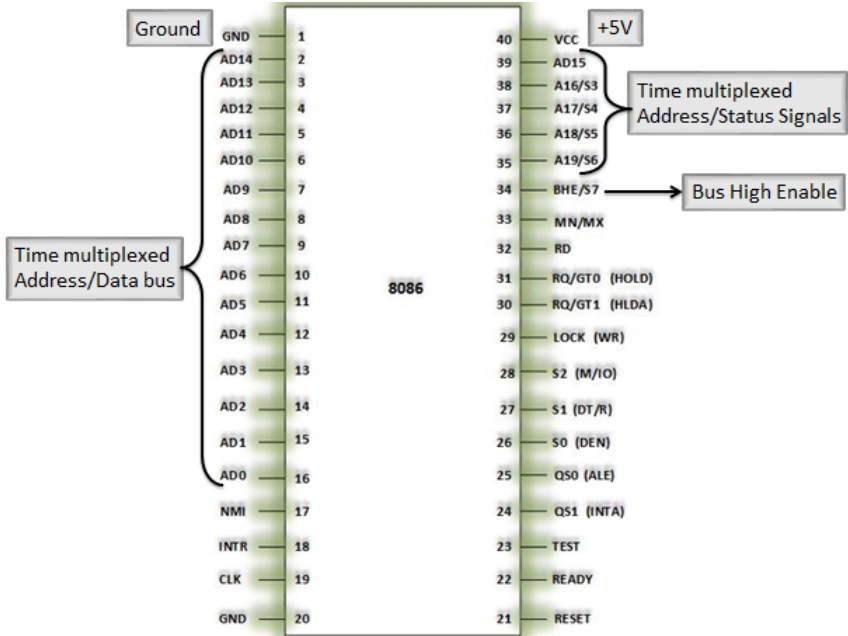 Ground
GND 1
AD14 2
AD13 3
AD12 4
AD11 5
AD10 6
AD9 7
AD8 8
AD7 9
AD6 10
AD5 11
AD4 12
AD3 13
AD2 14
AD1 15
AD0 16
NMI 17
INTR 18
CLK 19
GND 20
Time multiplexed
Address/Data bus
8086
40 VCC
39 AD15
38 A16/S3
37 A17/S4
36 A18/S5
35 A19/S6
34 BHE/S7
33 MN/MX
32 RD
31 RQ/GT0 (HOLD)
30 RQ/GT1 (HLDA)
29 LOCK (WR)
28 S2 (M/IO)
27 S1 (DT/R)
26 S0 (DEN)
25 QS0 (ALE)
24 QS1 (INTA)
23 TEST
22 READY
21 RESET
+5V
Time multiplexed
Address/Status Signals
Bus High Enable